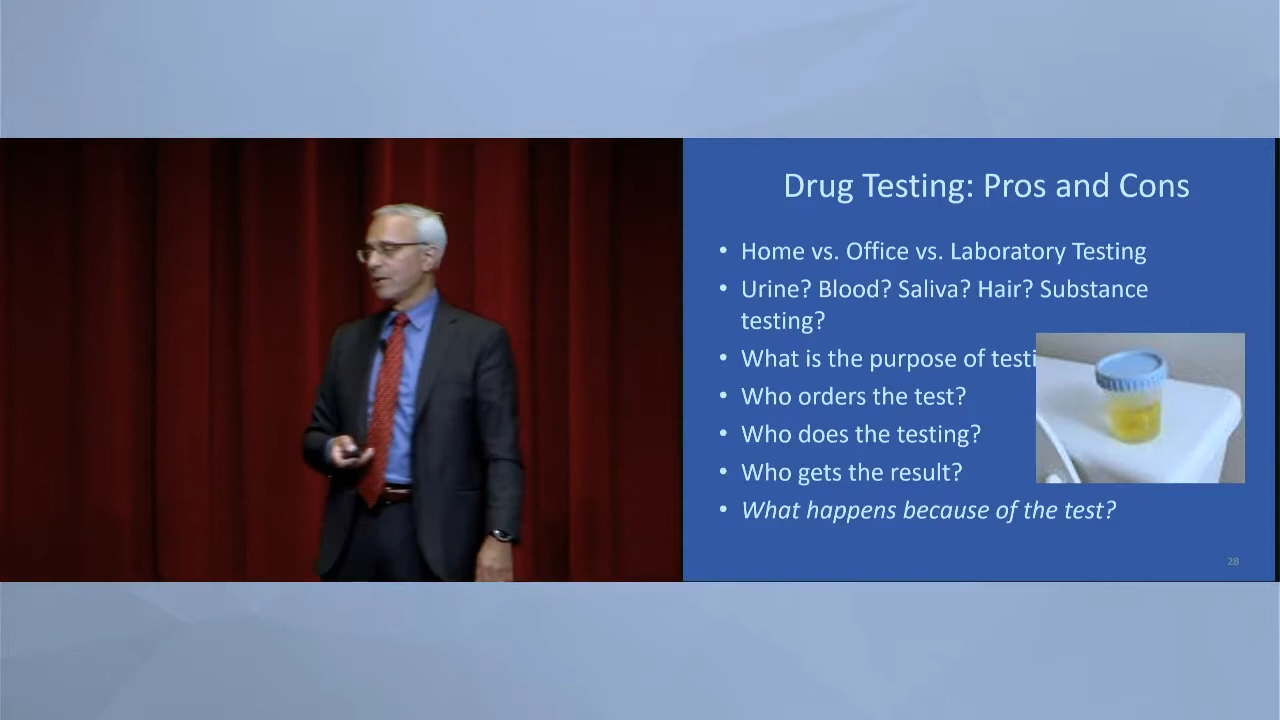 Drug Testing: Pros and Cons
• Home vs. Office vs. Laboratory Testing
• Urine? Blood? Saliva? Hair? Substance
testing?
• What is the purpose of testi
• Who orders the test?
• Who does the testing?
• Who gets the result?
• What happens because of the test?
28